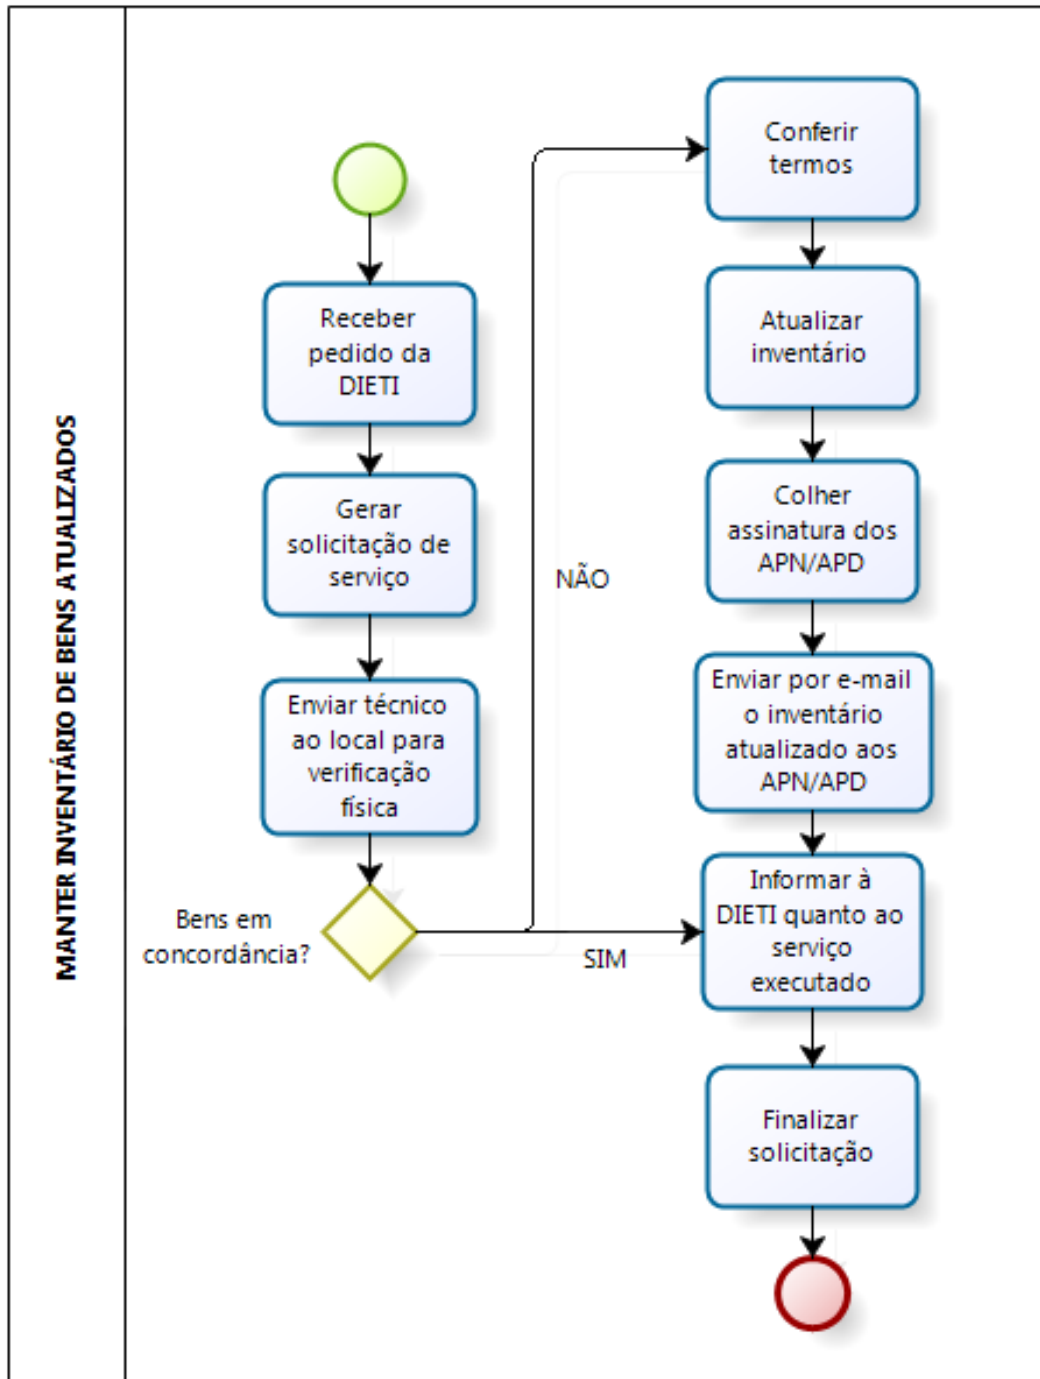 MANTER INVENTÁRIO DE BENS ATUALIZADOS
Receber
pedido da
DIETI
Gerar
solicitação de
serviço
Enviar técnico
ao local para
verificação
física
Bens em
concordância?
NÃO
SIM
Conferir
termos
Atualizar
inventário
Colher
assinatura dos
APN/APD
Enviar por e-mail
o inventário
atualizado aos
APN/APD
Informar à
DIETI quanto ao
serviço
executado
Finalizar
solicitação